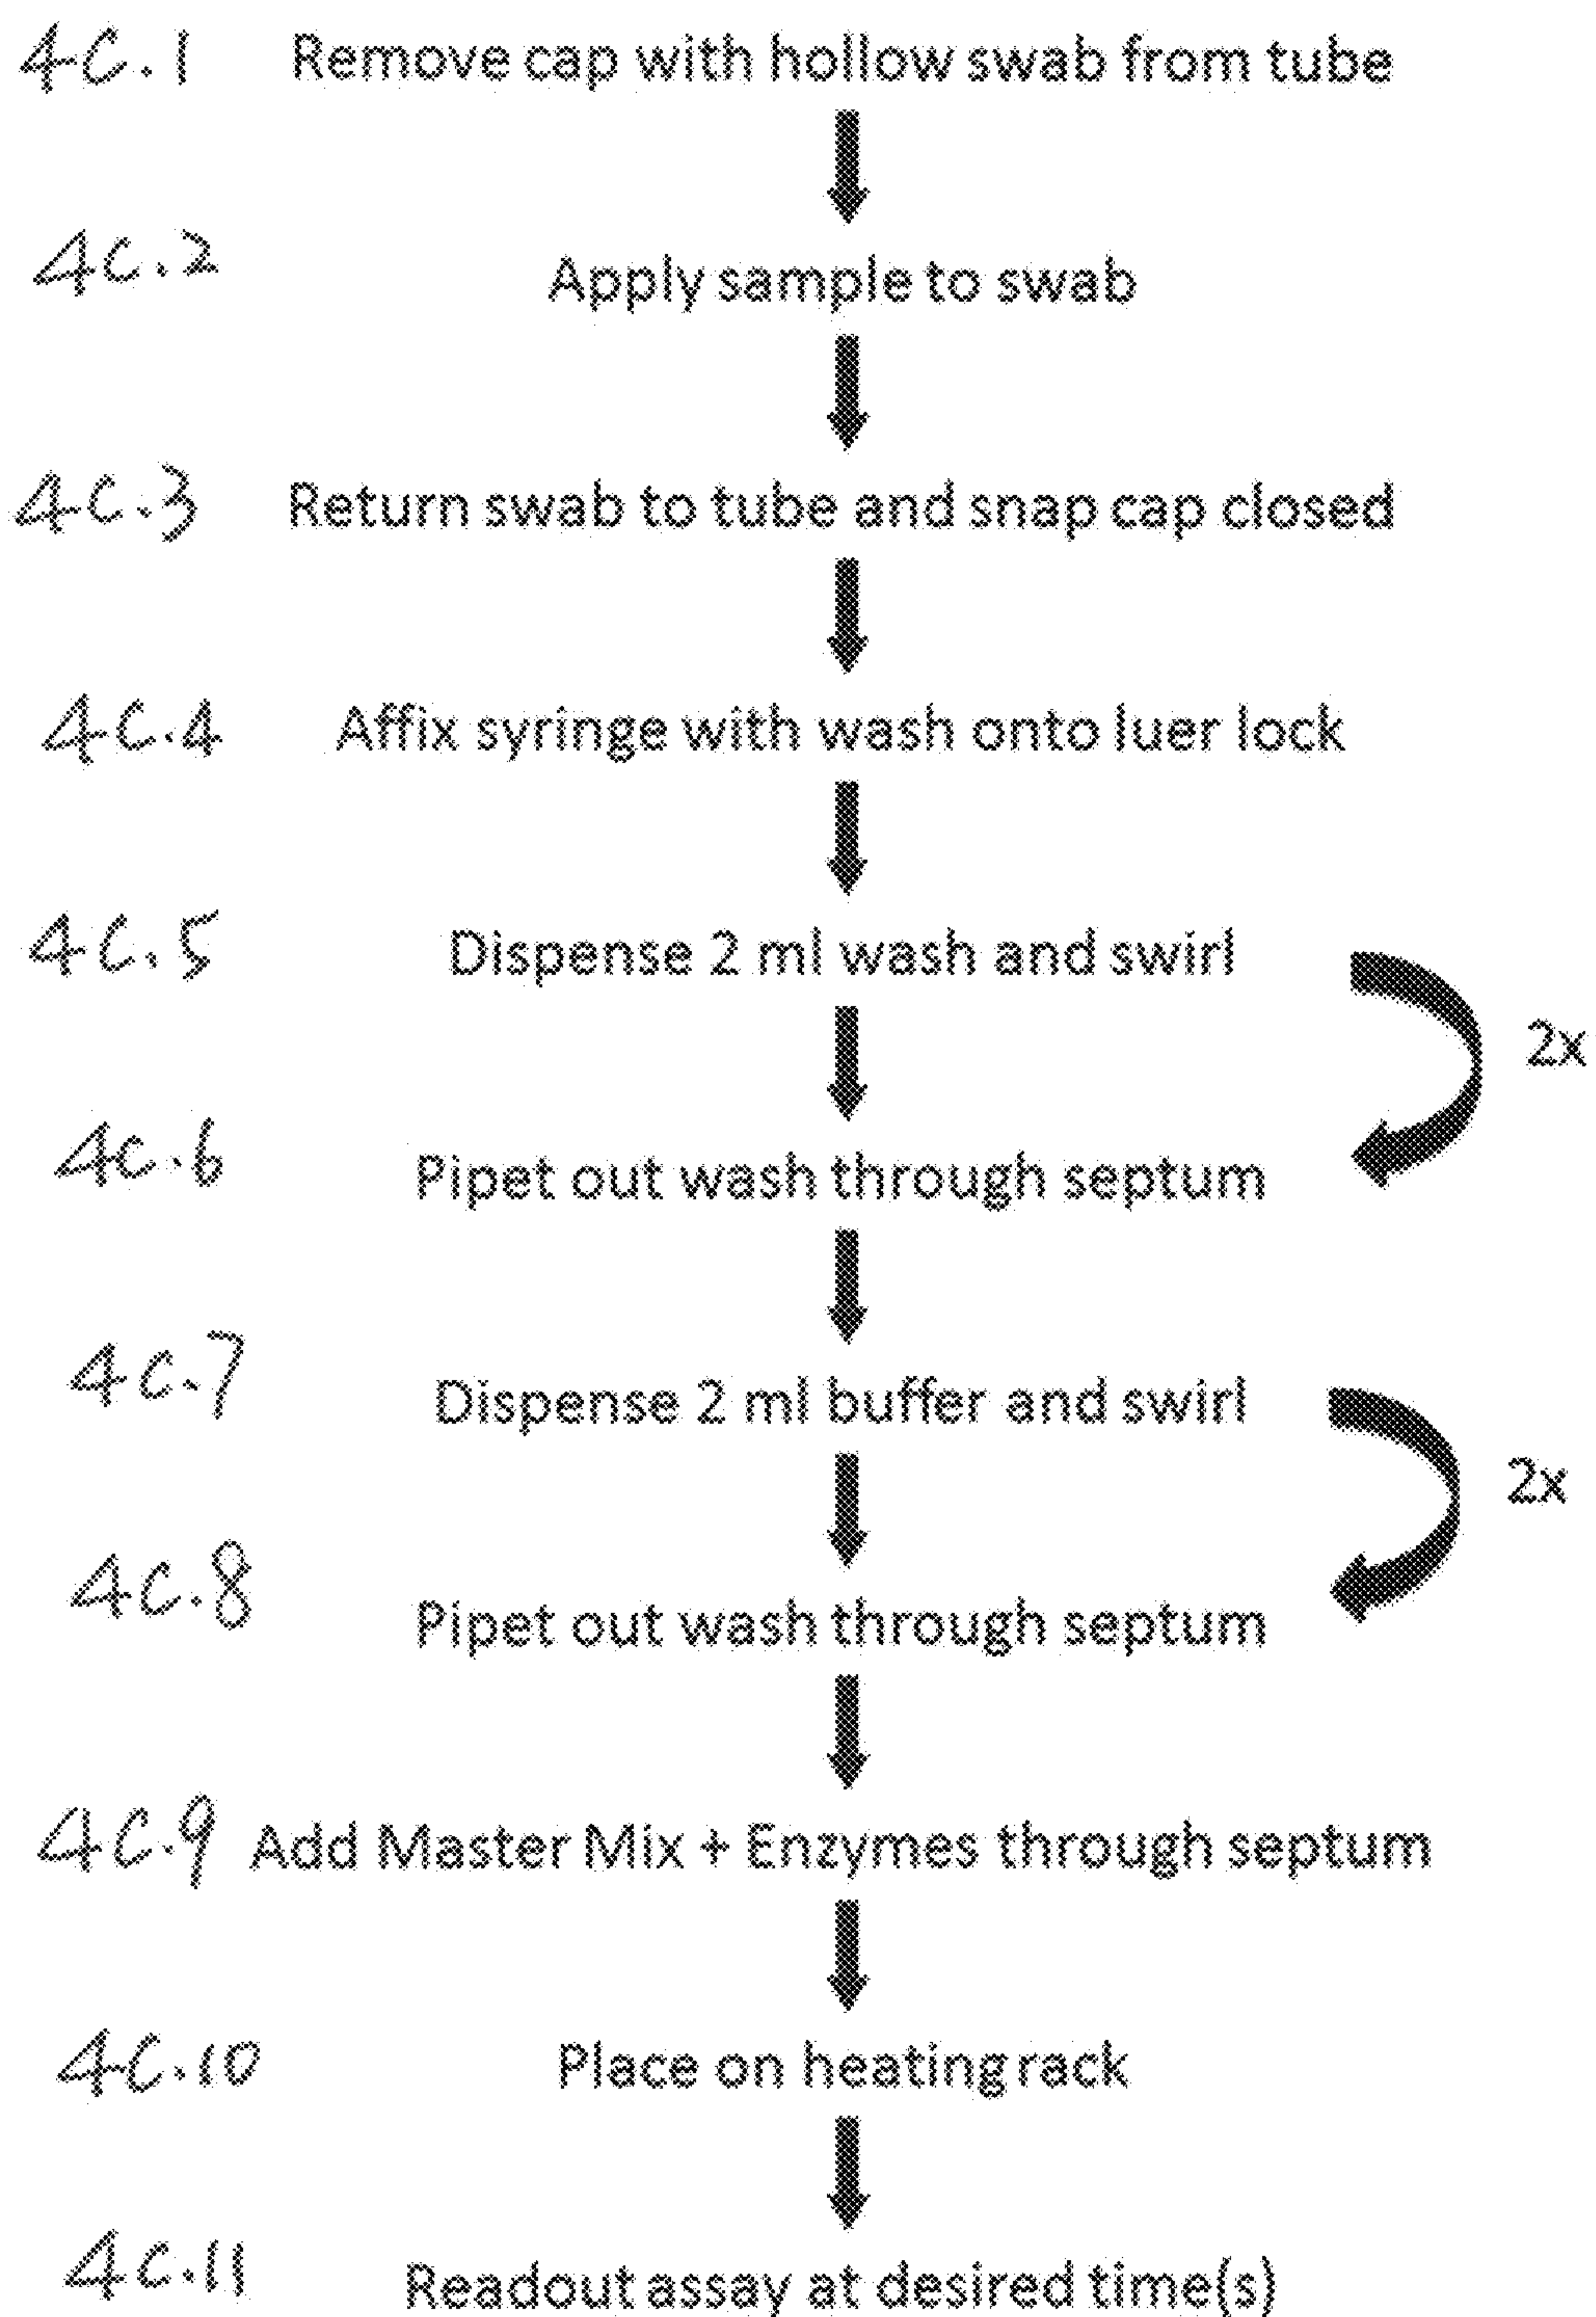 4C.1 Remove cap with hollow swab from tube
4C.2 Apply sample to swab
4C.3 Return swab to tube and snap cap closed
4C.4 Affix syringe with wash onto luer lock
4C.5 Dispense 2 ml wash and swirl
2x
4C.6 Pipet out wash through septum
4C.7 Dispense 2 ml buffer and swirl
2x
4C.8 Pipet out wash through septum
4C.9 Add Master Mix + Enzymes through septum
4C.10 Place on heating rack
4C.11 Readout assay at desired time(s)